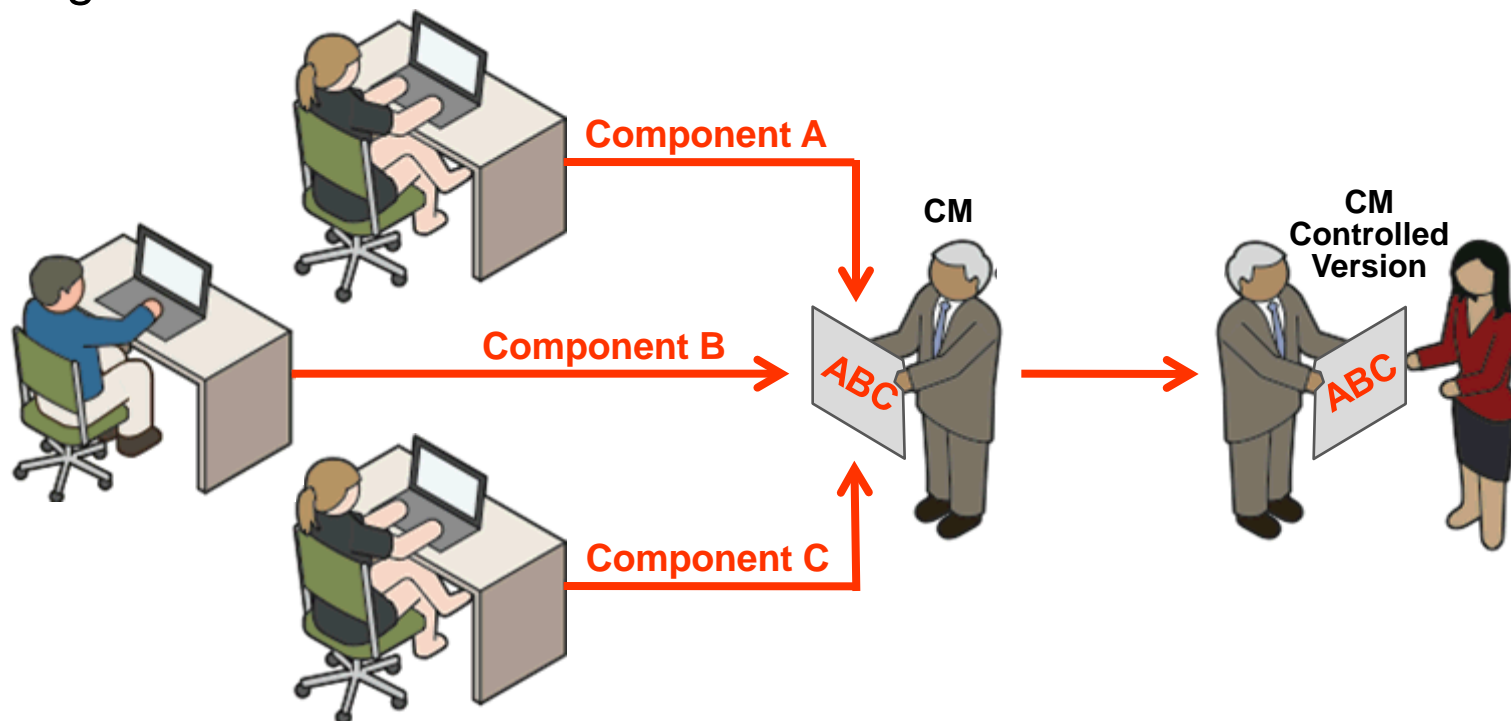 Component A
CM
CM
Controlled
Version
Component B
ABC
ABC
Component C